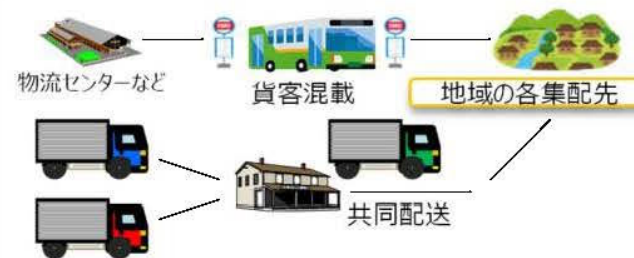 物流センターなど
貨客混載
地域の各集配先
共同配送